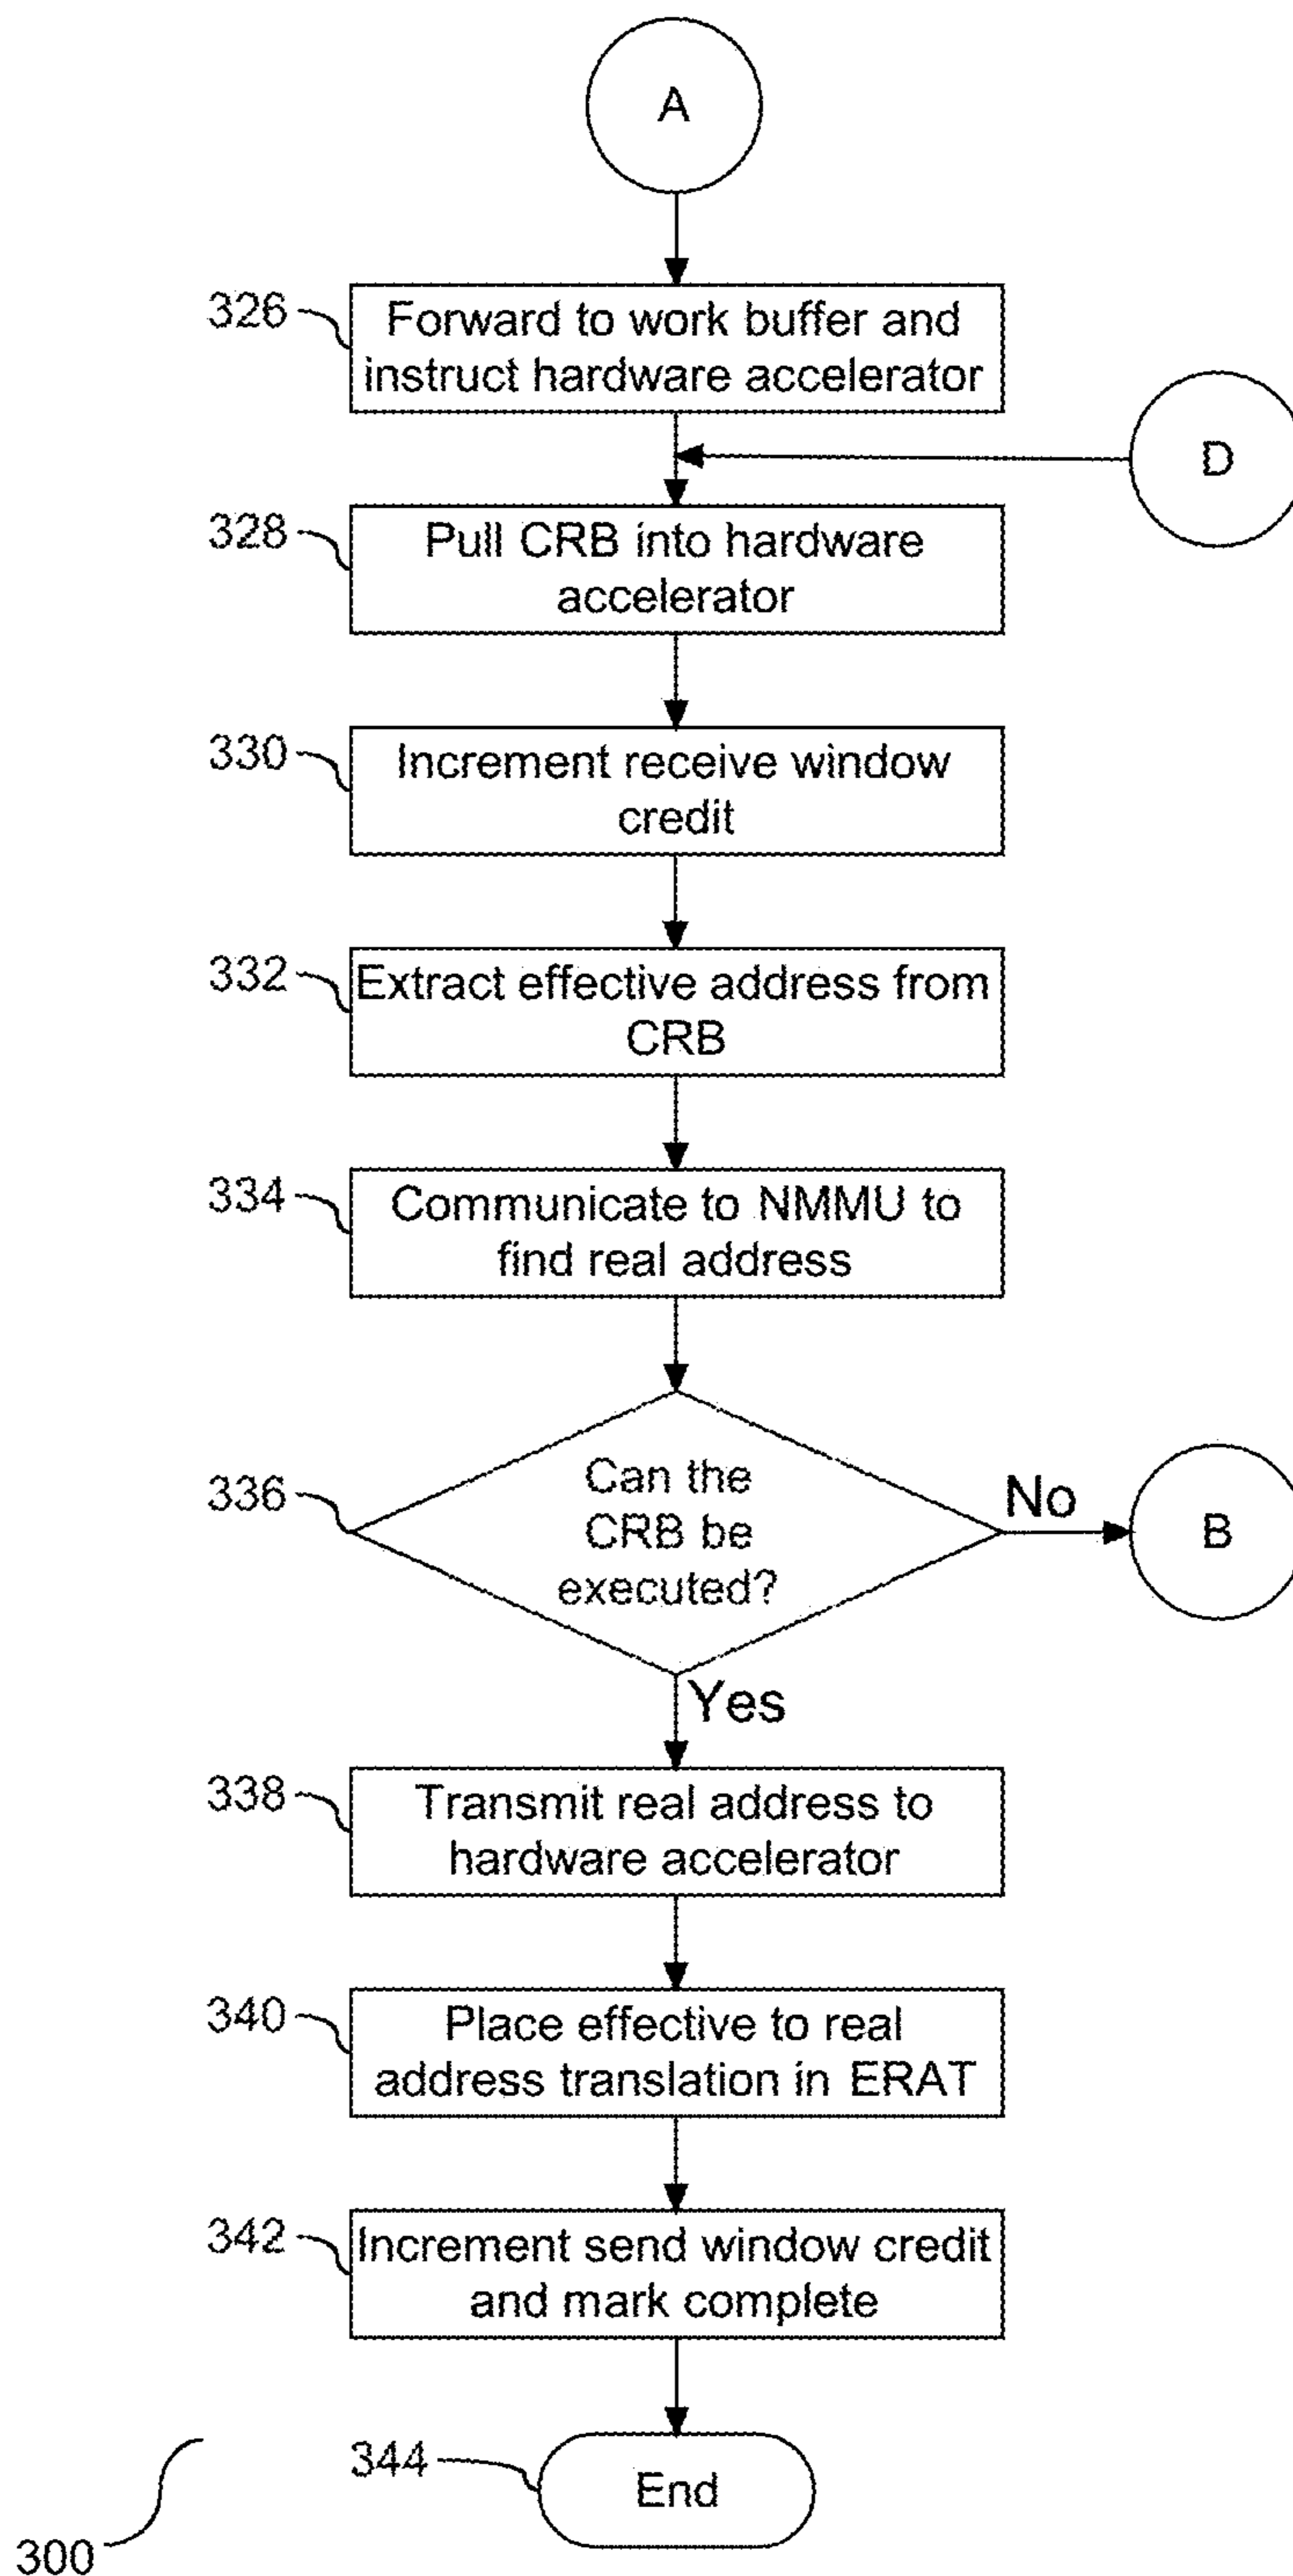 A
326
Forward to work buffer and
instruct hardware accelerator
D
328
Pull CRB into hardware
accelerator
330
Increment receive window
credit
332
Extract effective address from
CRB
334
Communicate to NMMU to
find real address
336
Can the
CRB be
executed?
No
B
Yes
338
Transmit real address to
hardware accelerator
340
Place effective to real
address translation in ERAT
342
Increment send window credit
and mark complete
344
End
300